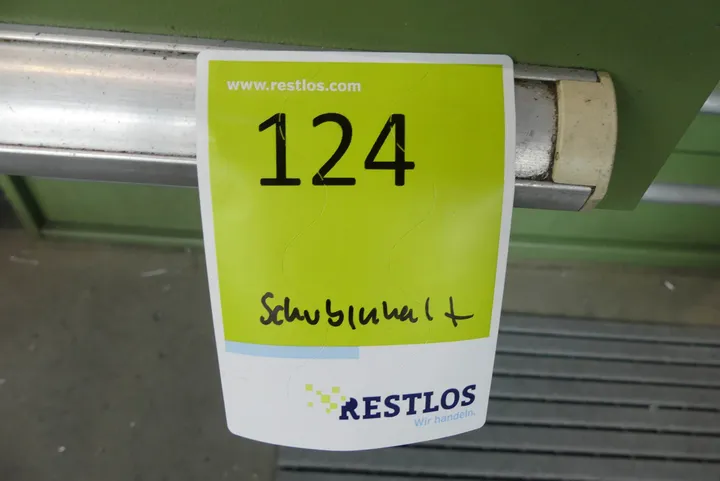 www.restlos.com
124
Schubinhalt
RESTLOS
Wir handeln.